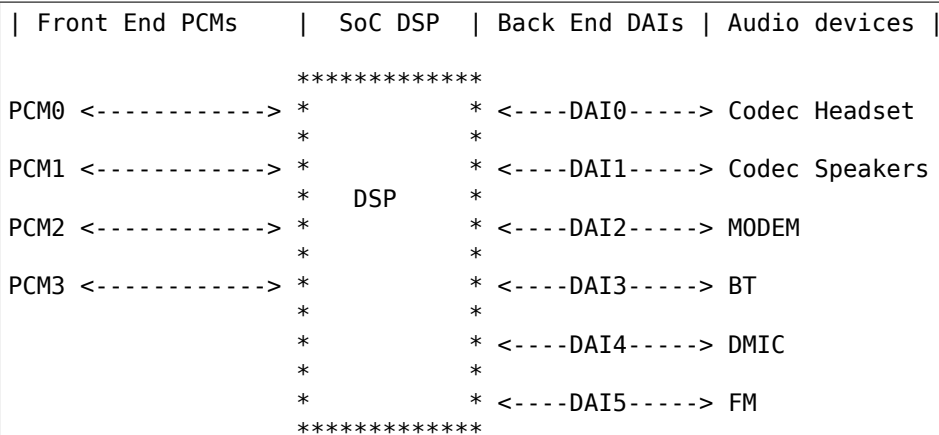 | Front End PCMs    |  SoC DSP  | Back End DAIs | Audio devices |

                    *************
PCM0 <------------> *           * <----DAI0-----> Codec Headset
                    *           *
PCM1 <------------> *           * <----DAI1-----> Codec Speakers
                    *   DSP     *
PCM2 <------------> *           * <----DAI2-----> MODEM
                    *           *
PCM3 <------------> *           * <----DAI3-----> BT
                    *           *
                    *           * <----DAI4-----> DMIC
                    *           *
                    *           * <----DAI5-----> FM
                    *************